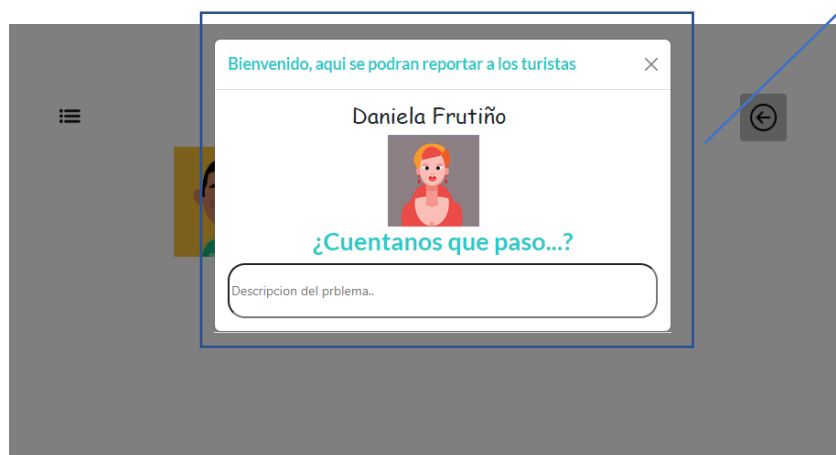 Bienvenido, aqui se podran reportar a los turistas
Daniela Frutiño
¿Cuentanos que paso...?
Descripcion del prblema..